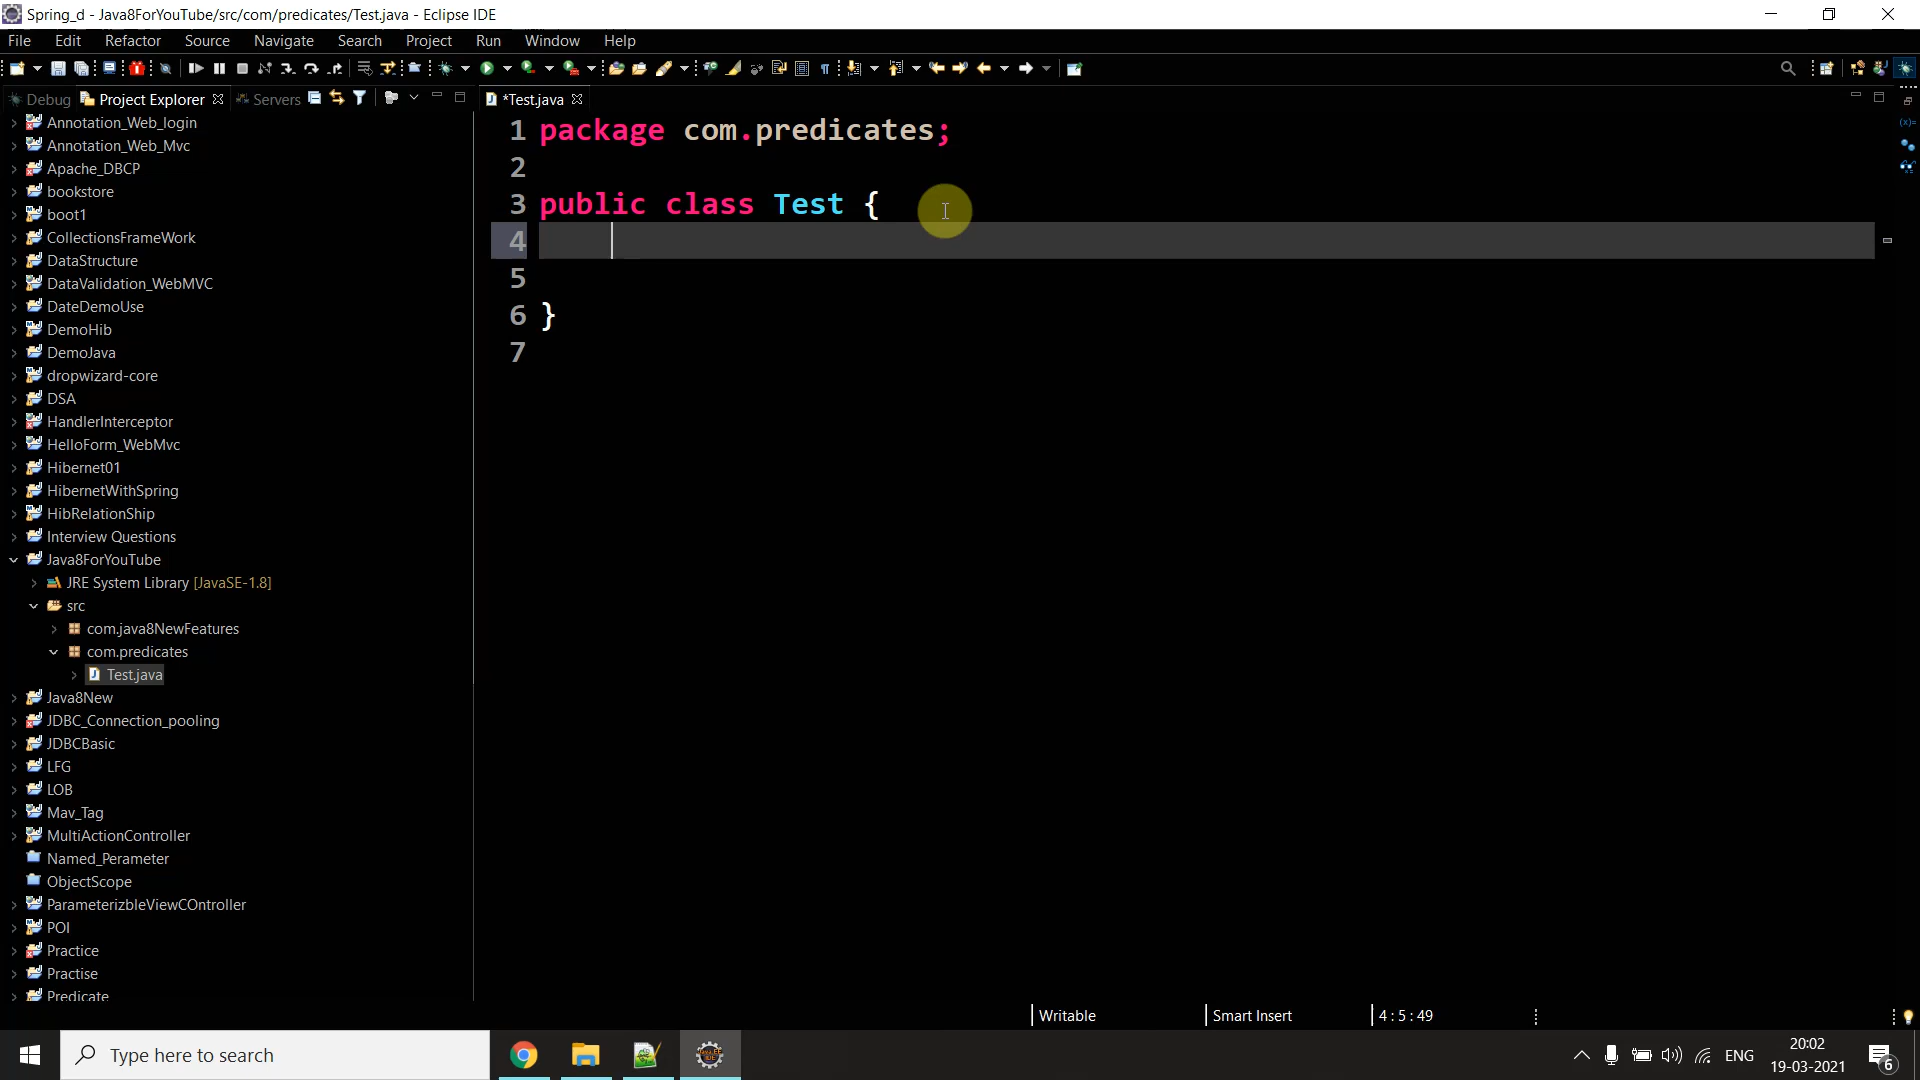 Spring_d - Java8ForYouTube/src/com/predicates/Test.java - Eclipse IDE
File Edit Refactor Source Navigate Search Project Run Window Help
Debug Project Explorer Servers
*Test.java
Annotation_Web_login
Annotation_Web_Mvc
Apache_DBCP
bookstore
boot1
CollectionsFrameWork
DataStructure
DataValidation_WebMVC
DateDemoUse
DemoHib
DemoJava
dropwizard-core
DSA
HandlerInterceptor
HelloForm_WebMvc
Hibernet01
HibernetWithSpring
HibRelationShip
Interview Questions
Java8ForYouTube
JRE System Library [JavaSE-1.8]
src
com.java8NewFeatures
com.predicates
Test.java
Java8New
JDBC_Connection_pooling
JDBCBasic
LFG
LOB
Mav_Tag
MultiActionController
Named_Perameter
ObjectScope
ParameterizbleViewCOntroller
POI
Practice
Practise
Predicate
1 package com.predicates;
2
3 public class Test {
4
5
6 }
7
Writable Smart Insert 4 : 5 : 49
Type here to search
ENG
20:02
19-03-2021
6